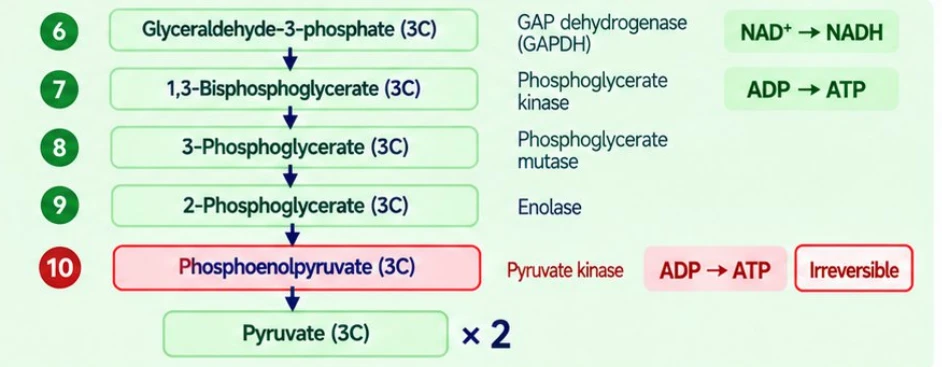 6 Glyceraldehyde-3-phosphate (3C) GAP dehydrogenase
(GAPDH) NAD⁺ → NADH
7 1,3-Bisphosphoglycerate (3C) Phosphoglycerate
kinase ADP → ATP
8 3-Phosphoglycerate (3C) Phosphoglycerate
mutase
9 2-Phosphoglycerate (3C) Enolase
10 Phosphoenolpyruvate (3C) Pyruvate kinase ADP → ATP Irreversible
Pyruvate (3C) × 2